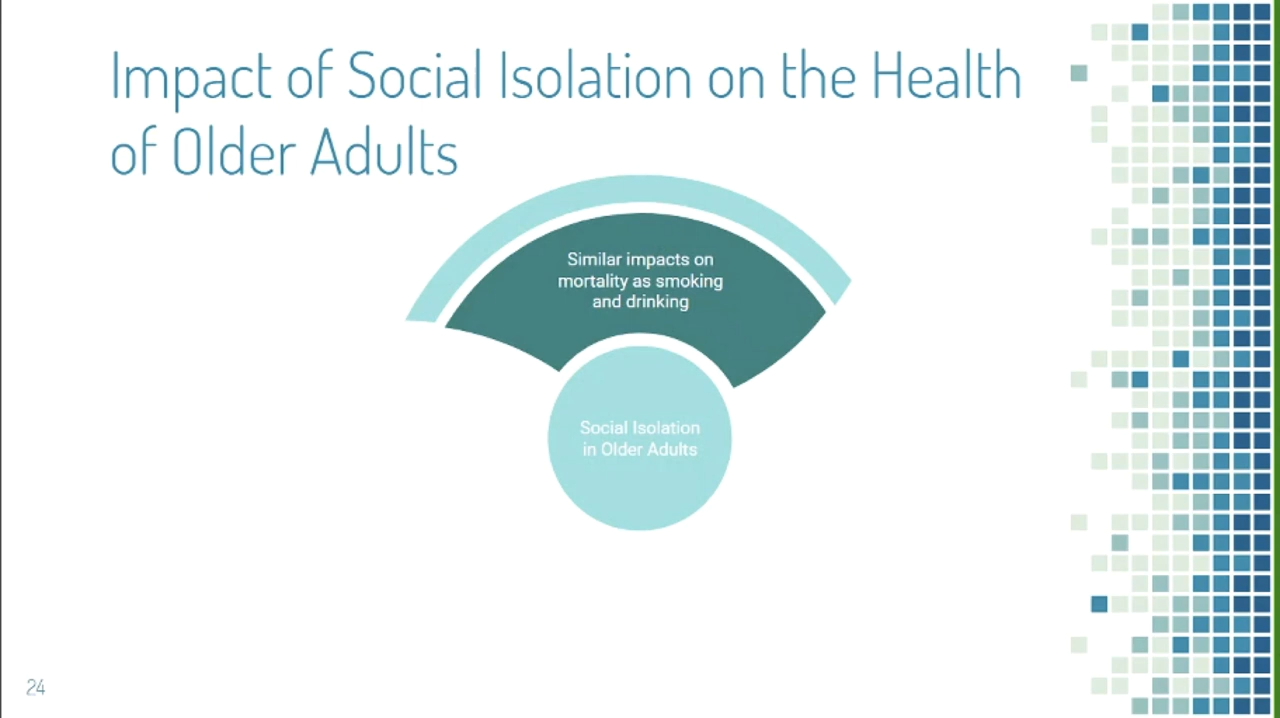 Impact of Social Isolation on the Health
of Older Adults
Similar impacts on
mortality as smoking
and drinking
Social Isolation
in Older Adults
24